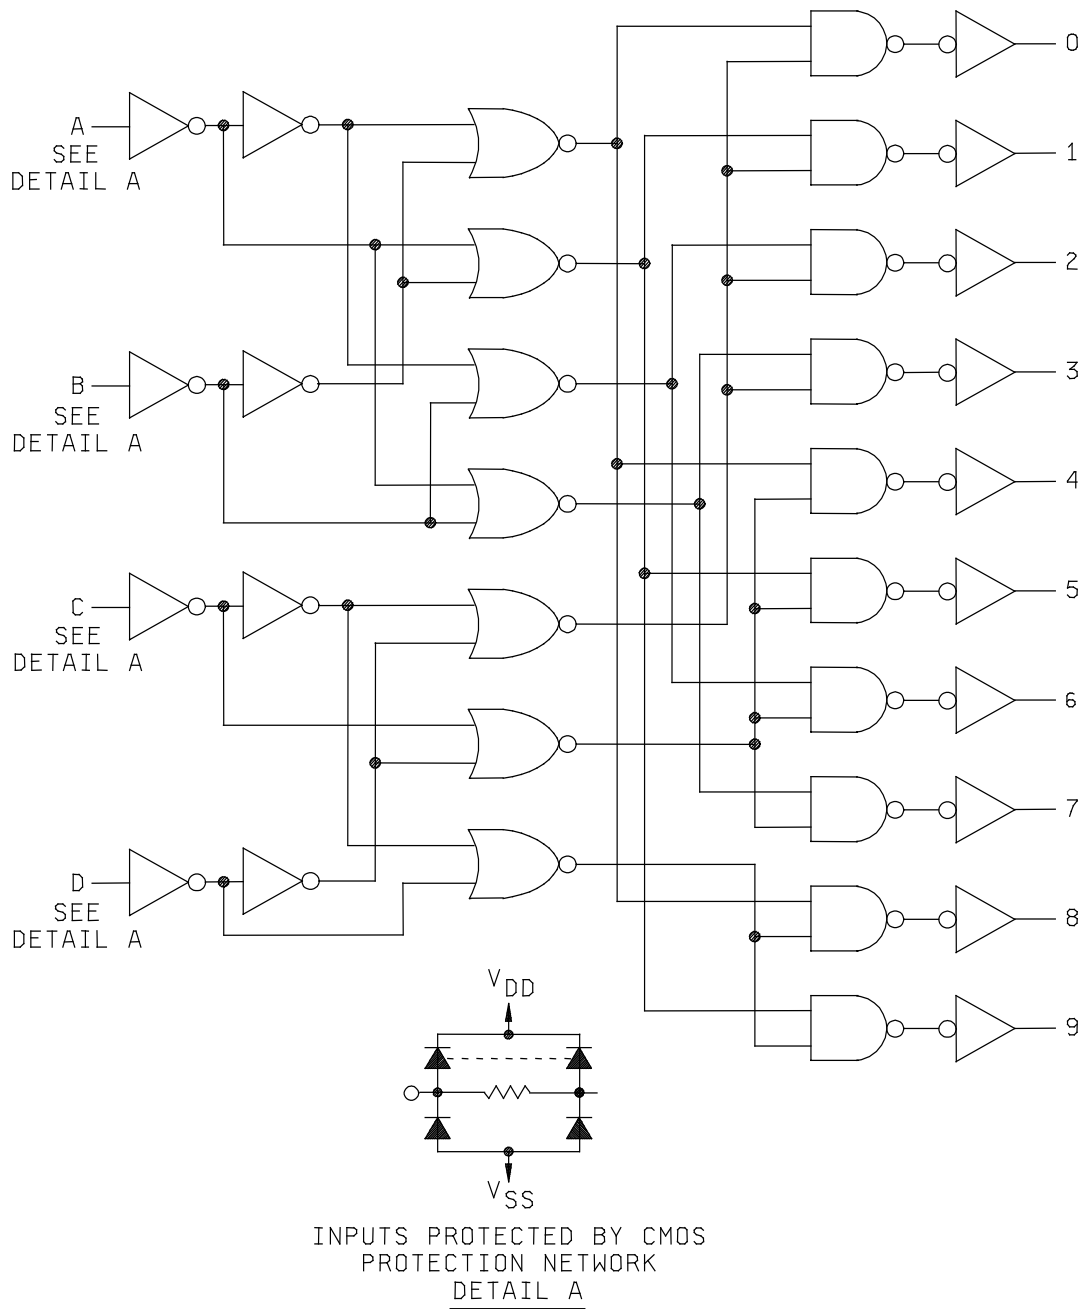 0
1
A
SEE
DETAIL A
2
3
B
SEE
DETAIL A
4
5
C
SEE
DETAIL A
6
7
D
SEE
DETAIL A
8
9
VDD
VSS
INPUTS PROTECTED BY CMOS
PROTECTION NETWORK
DETAIL A